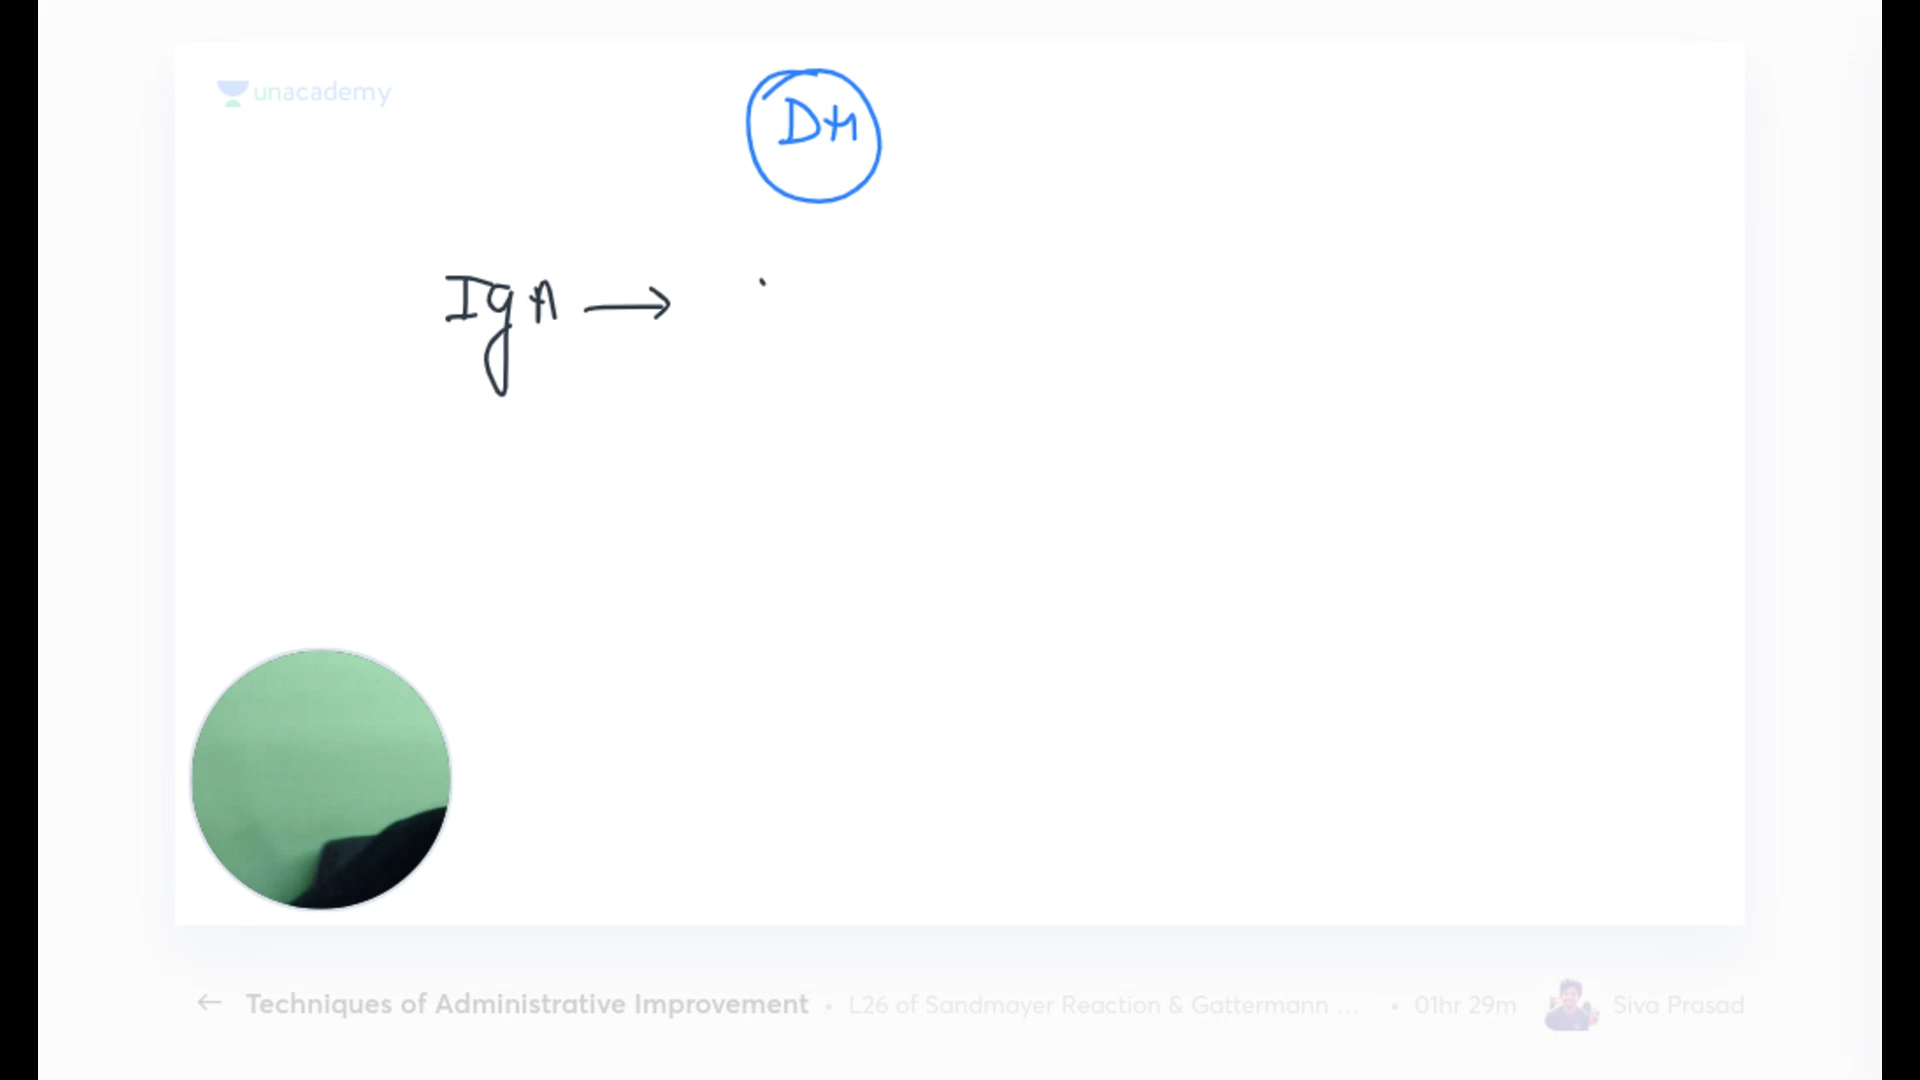 unacademy
DH
IgA →
← Techniques of Administrative Improvement • L26 of Sandmayer Reaction & Gattermann ... • 01hr 29m Siva Prasad